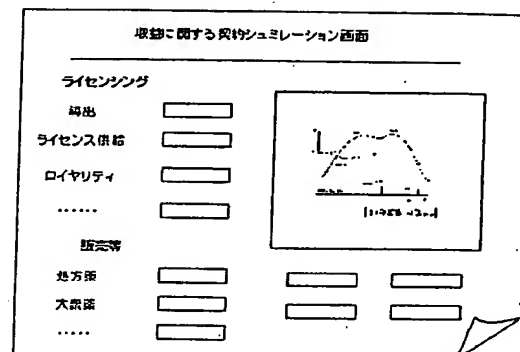 収益に関する契約シュミレーション画面
ライセンシング
導出
ライセンス供給
ロイヤリティ
……
販売等
処方薬
大衆薬
……